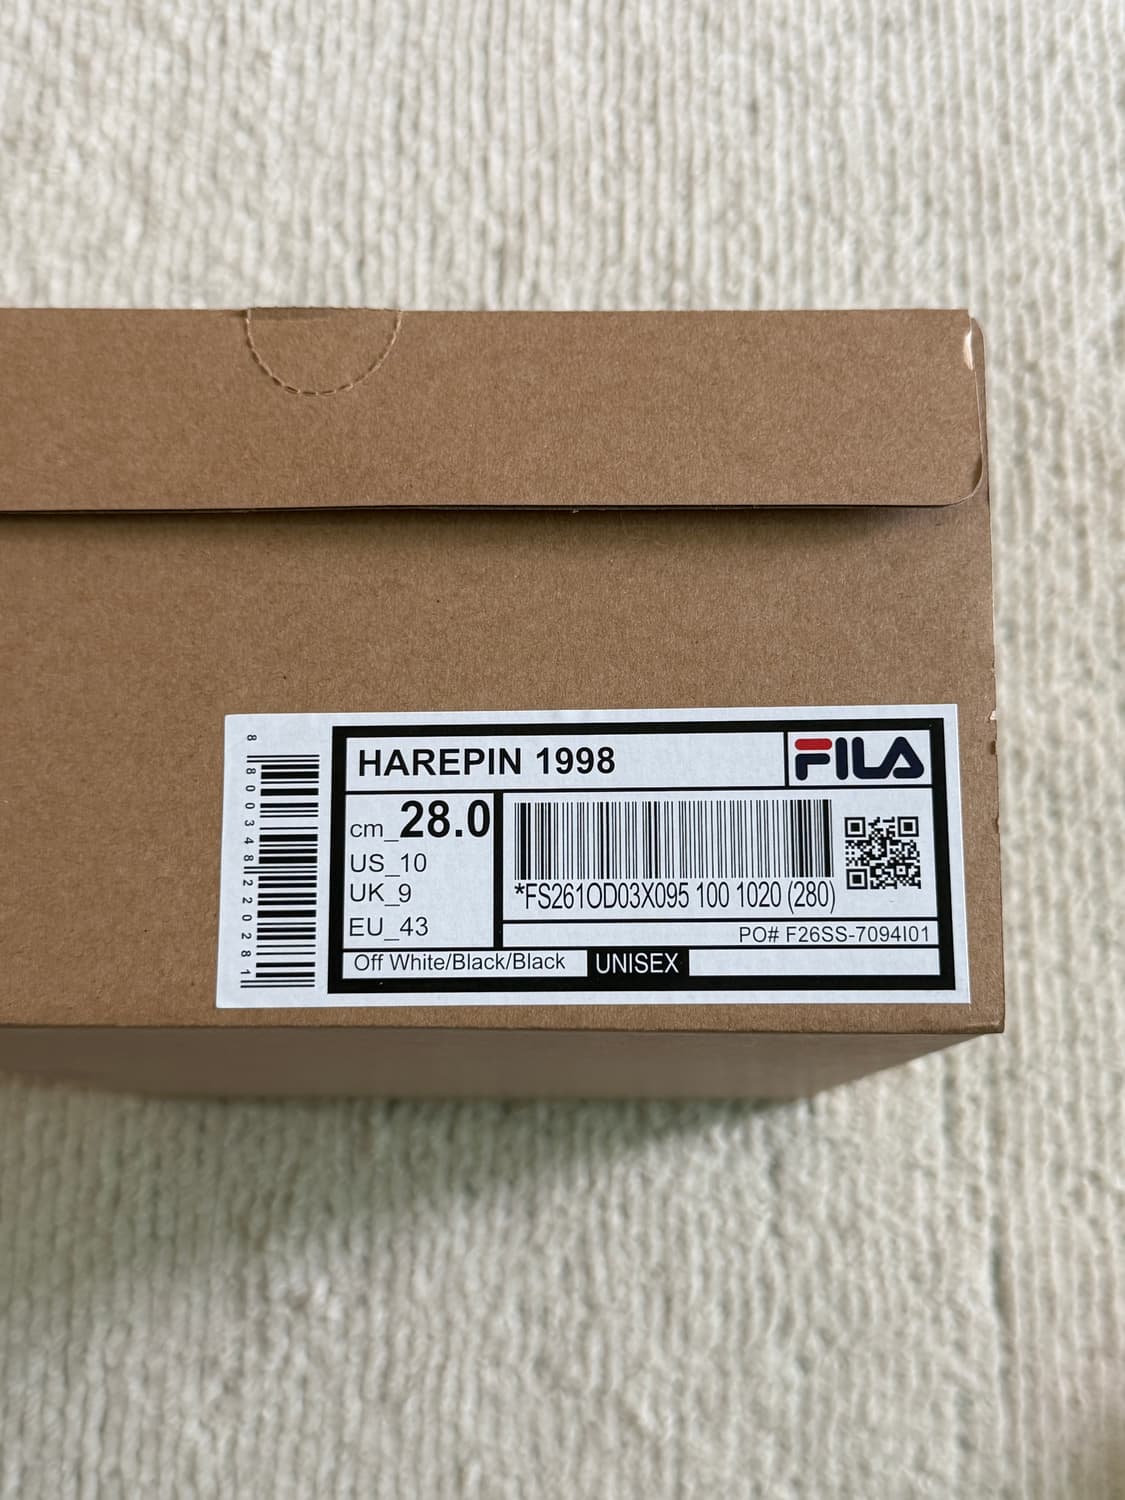 HAREPIN 1998
FILA
cm_28.0
US_10
UK_9
EU_43
*FS261OD03X095 100 1020 (280)
PO# F26SS-7094I01
Off White/Black/Black
UNISEX
8 800348 220281